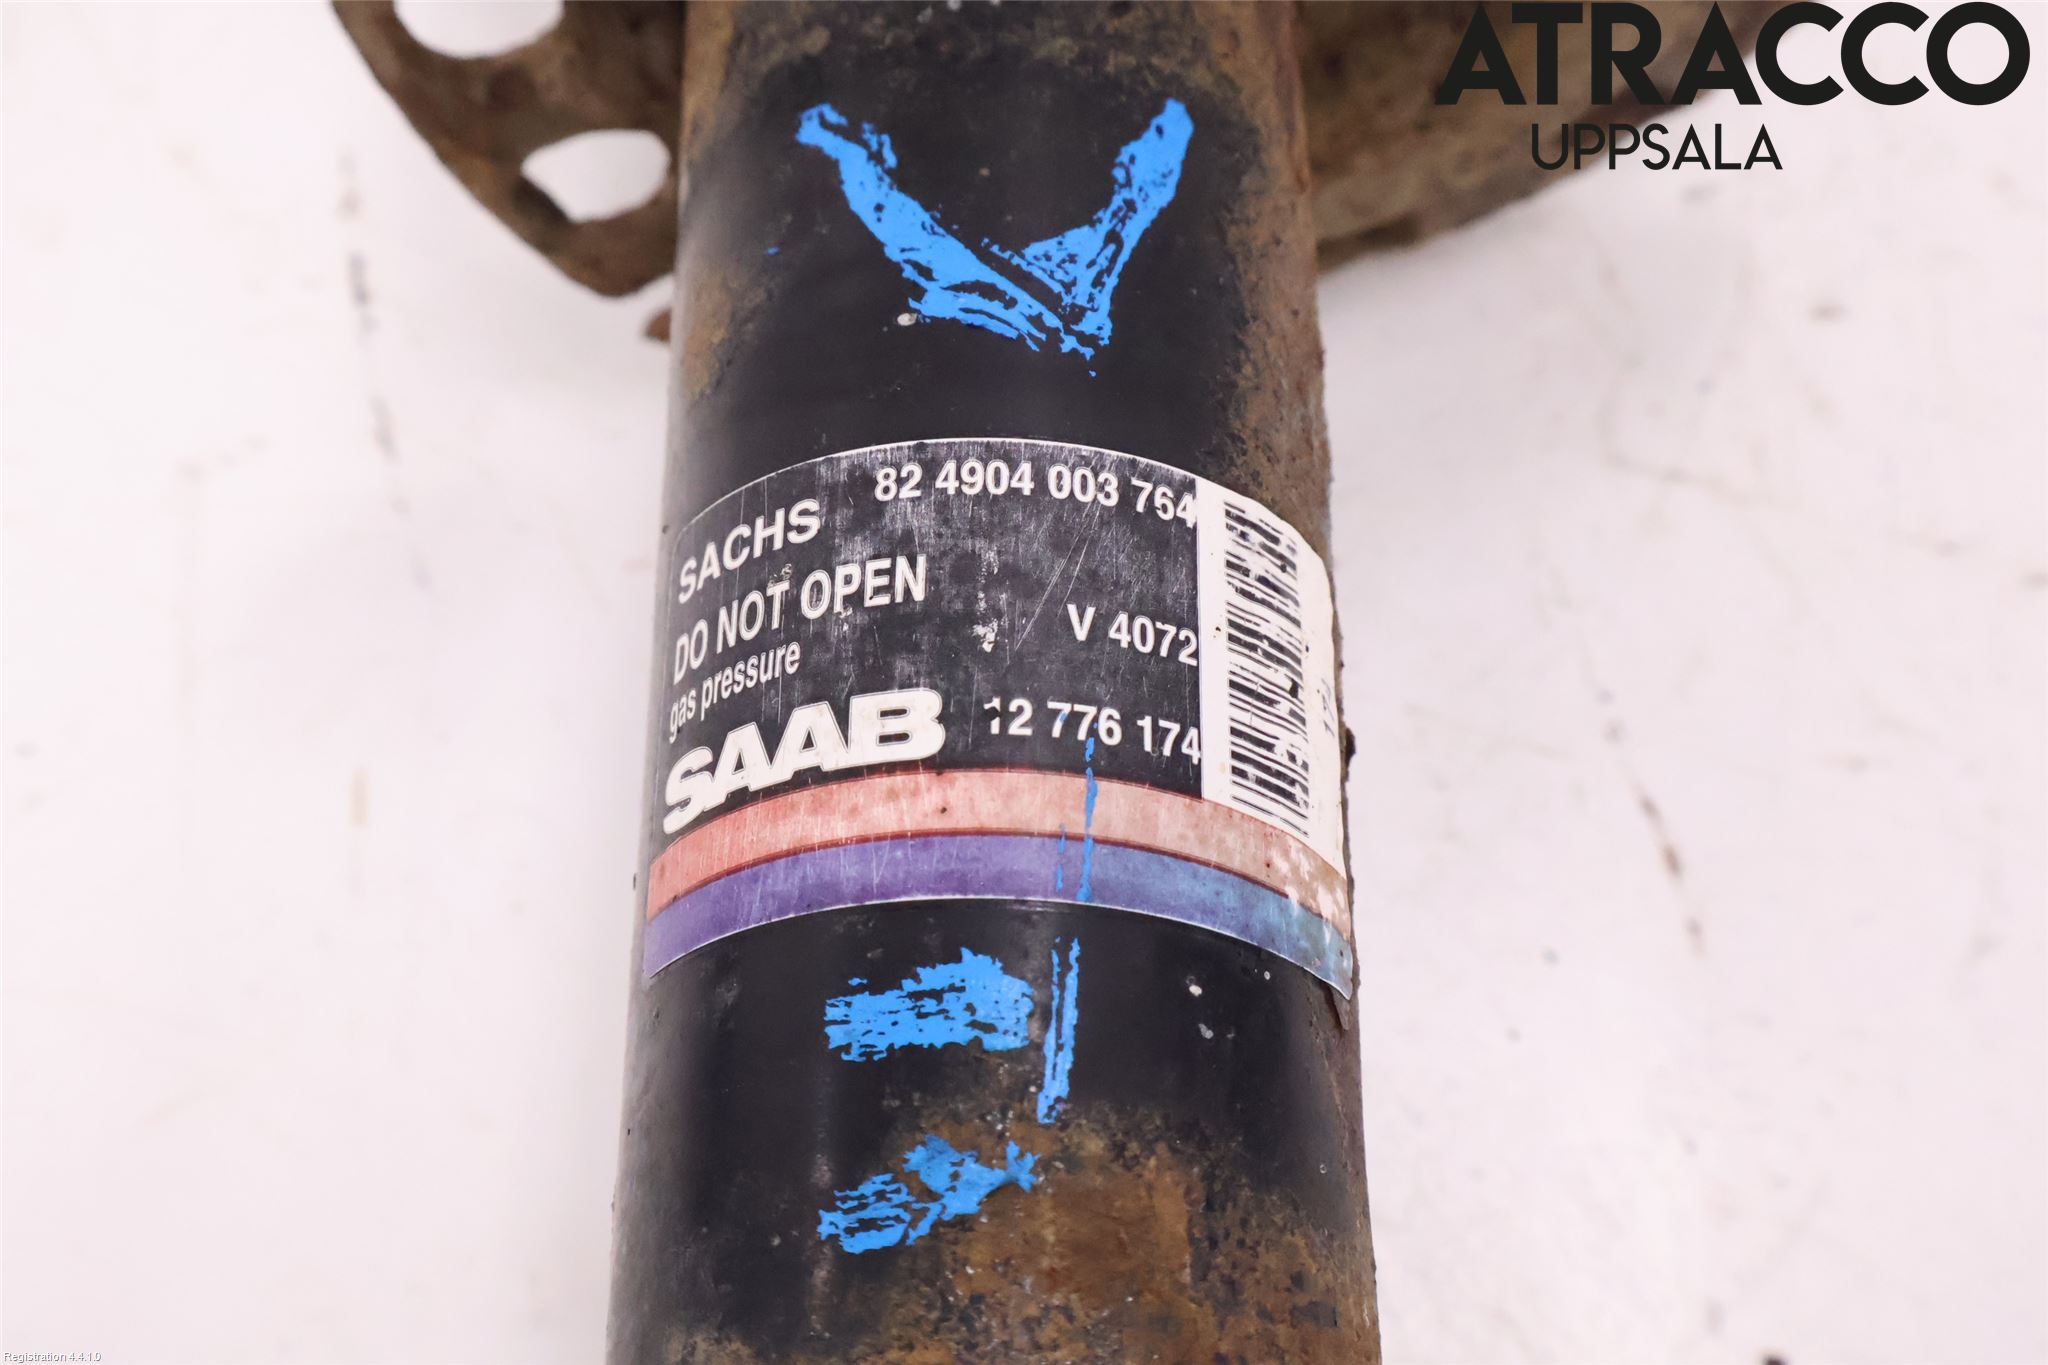 ATRACCO
UPPSALA
SACHS 82 4904 003 764
DO NOT OPEN
gas pressure V 4072
SAAB 12 776 174
Registration 4.4.1.0